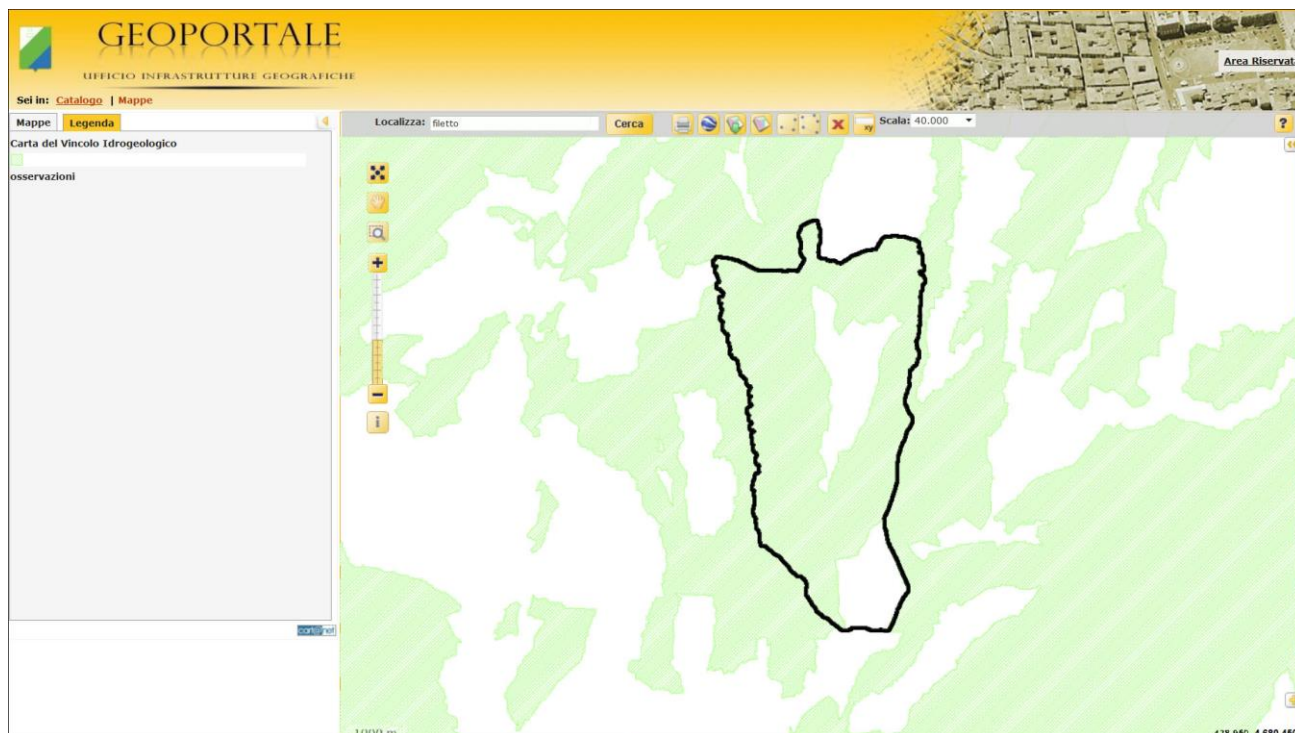 GEOPORTALE
UFFICIO INFRASTRUTTURE GEOGRAFICHE
Area Riservata
Sei in: Catalogo | Mappe
Mappe Legenda
Localizza: filetto Cerca xy Scala: 40.000 ?
Carta del Vincolo Idrogeologico
osservazioni
+
−
i
1000 m